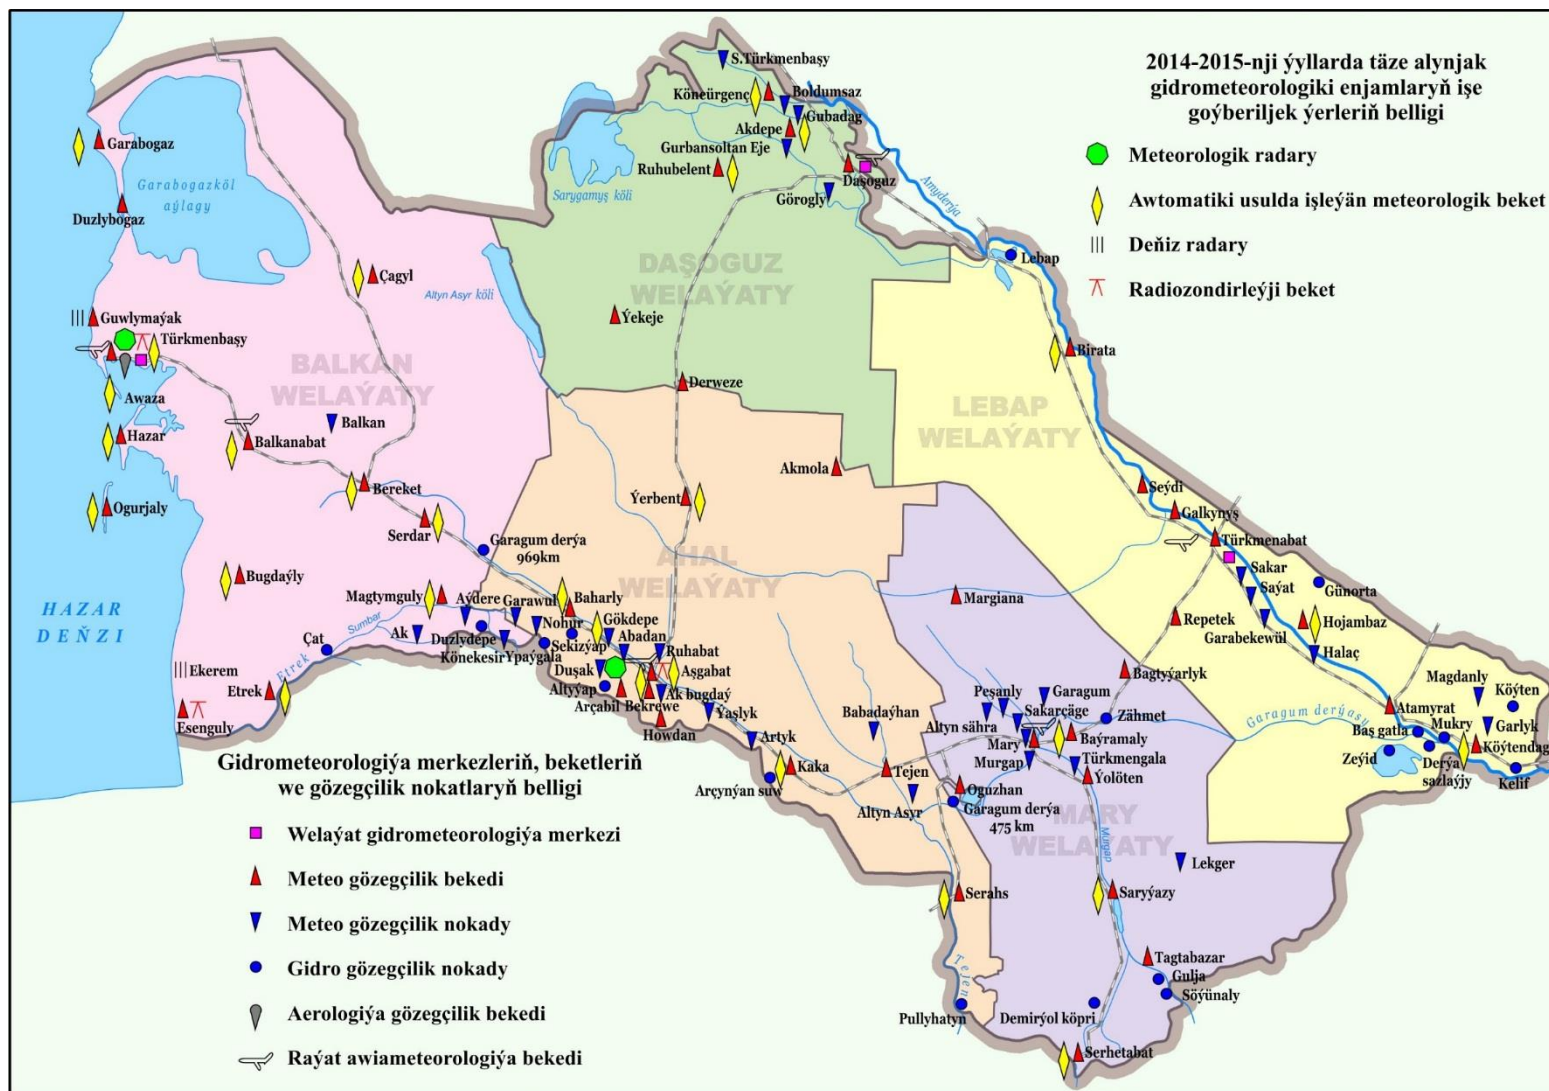 2014-2015-nji ýyllarda täze alynjak
gidrometeorologiki enjamlaryň işe
goýberiljek ýerleriň belligi
Meteorologik radary
Awtomatiki usulda işleýän meteorologik beket
Deňiz radary
Radiozondirleýji beket
S.Türkmenbaşy
Köneürgenç
Boldumsaz
Gubadag
Akdepe
Gurbansoltan Eje
Ruhubelent
Daşoguz
Görogly
Sarygamyş köli
Amyderýa
Garabogaz
Garabogazköl
aýlagy
Duzlybogaz
Çagyl
Altyn Asyr köli
DAŞOGUZ
WELAÝATY
Lebap
Ýekeje
Guwlymaýak
Türkmenbaşy
BALKAN
WELAÝATY
Birata
Derweze
Awaza
LEBAP
WELAÝATY
Balkan
Hazar
Balkanabat
Akmola
Bereket
Ýerbent
Seýdi
Ogurjaly
Serdar
Galkynyş
Türkmenabat
Garagum derýa
969km
AHAL
WELAÝATY
Sakar
Saýat
Günorta
Bugdaýly
Magtymguly
Aýdere
Garawul
Baharly
Margiana
Repetek
Hojambaz
Garabekewül
HAZAR
DEŇZI
Sumbar
Nohur
Gökdepe
Abadan
Ak
Duzlydepe
Könekesir
Ýpaýgala
Sekizýap
Çat
Ruhabat
Halaç
Etrek
Ekerem
Duşak
Aşgabat
Bagtyýarlyk
Magdanly
Köýten
Etrek
Altyýap
Arçabil
Bekrewe
Ak bugdaý
Peşanly
Garagum
Atamyrat
Esenguly
Howdan
Ýaşlyk
Babadaýhan
Altyn sähra
Sakarçäge
Zähmet
Garagum derýasy
Baş gatla
Mukry
Garlyk
Artyk
Mary
Baýramaly
Köýtendag
Gidrometeorologiýa merkezleriň, beketleriň
we gözegçilik nokatlaryň belligi
Murgap
Türkmengala
Zeýid
Derýa
sazlaýjy
Kelif
Kaka
Tejen
Ýolöten
Arçynýan suw
Altyn Asyr
Oguzhan
Garagum derýa
475 km
MARY
WELAÝATY
Murgap
Welaýat gidrometeorologiýa merkezi
Lekger
Meteo gözegçilik bekedi
Serahs
Saryýazy
Meteo gözegçilik nokady
Tagtabazar
Gidro gözegçilik nokady
Tejen
Gulja
Söýünaly
Pullyhatyn
Demirýol köpri
Aerologiýa gözegçilik bekedi
Raýat awiameteorologiýa bekedi
Serhetabat